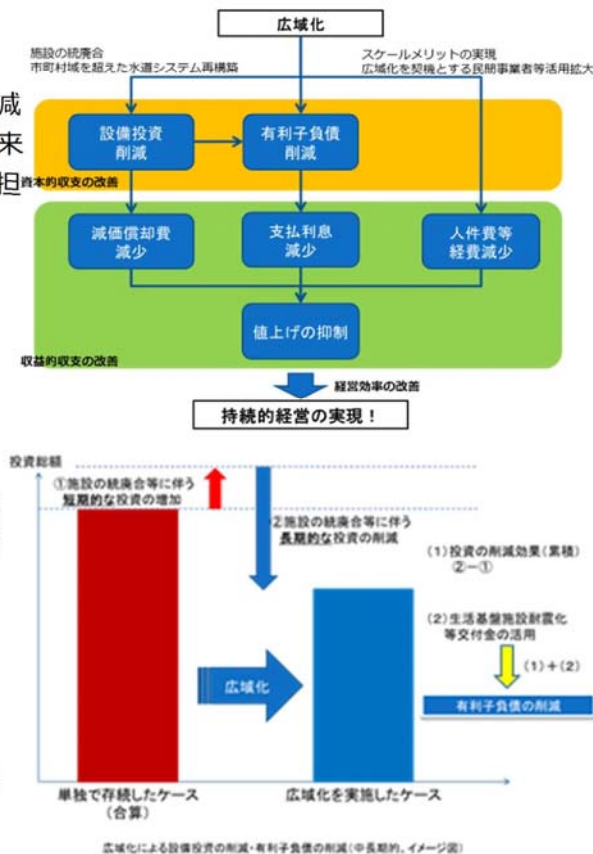 広域化
施設の統廃合
市町村域を超えた水道システム再構築
スケールメリットの実現
広域化を契機とする民間事業者等活用拡大
減
来
担
設備投資
削減
有利子負債
削減
資本的収支の改善
減価償却費
減少
支払利息
減少
人件費等
経費減少
値上げの抑制
収益的収支の改善
経営効率の改善
持続的経営の実現！
投資総額
①施設の統廃合等に伴う
短期的な投資の増加
②施設の統廃合等に伴う
長期的な投資の削減
(1)投資の削減効果(累積)
②－①
(2)生活基盤施設耐震化
等交付金の活用
(1)+(2)
広域化
有利子負債の削減
単独で存続したケース
(合算)
広域化を実施したケース
広域化による設備投資の削減・有利子負債の削減(中長期的、イメージ図)